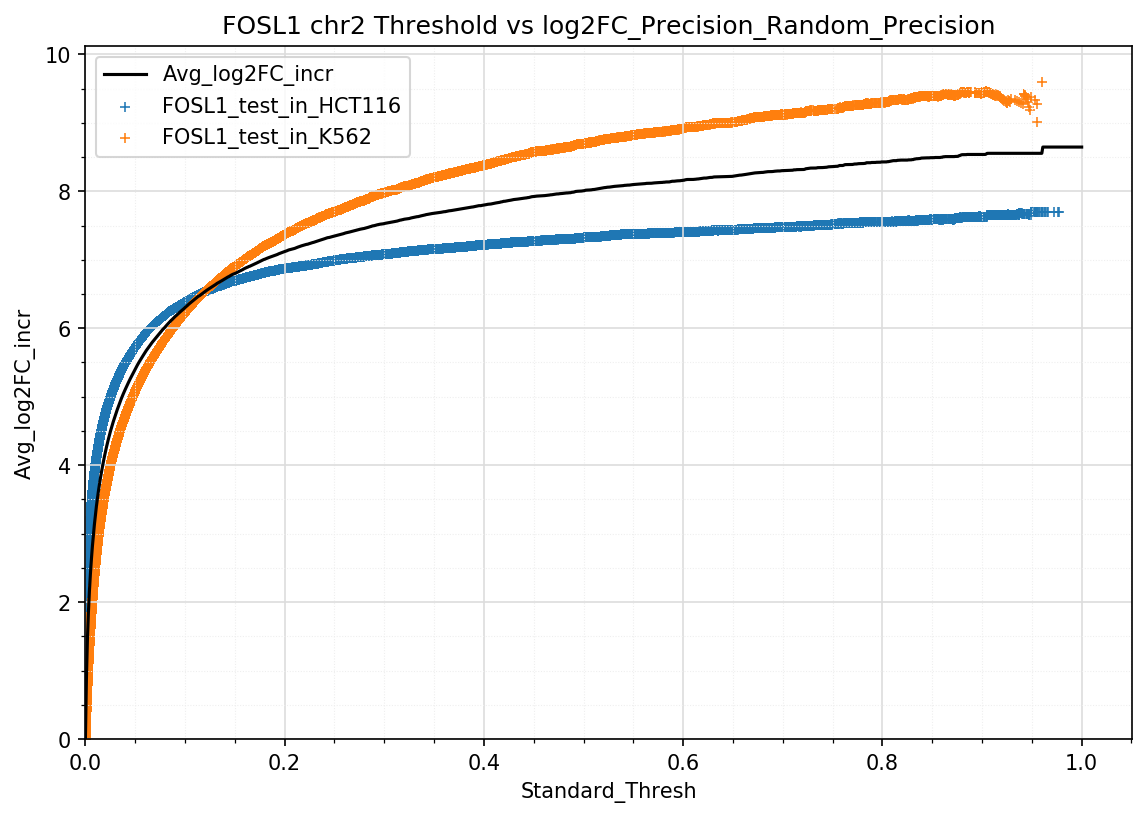 FOSL1 chr2 Threshold vs log2FC_Precision_Random_Precision
Avg_log2FC_incr
FOSL1_test_in_HCT116
FOSL1_test_in_K562
10
8
6
4
2
0
Avg_log2FC_incr
0.0 0.2 0.4 0.6 0.8 1.0
Standard_Thresh